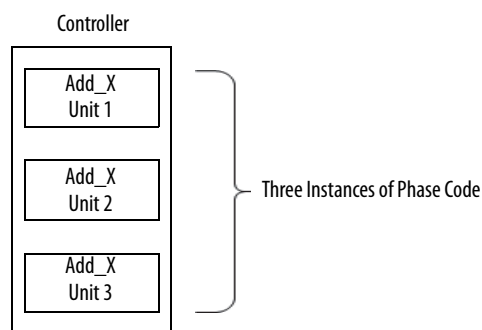 Controller
Add_X
Unit 1
Add_X
Unit 2
Three Instances of Phase Code
Add_X
Unit 3